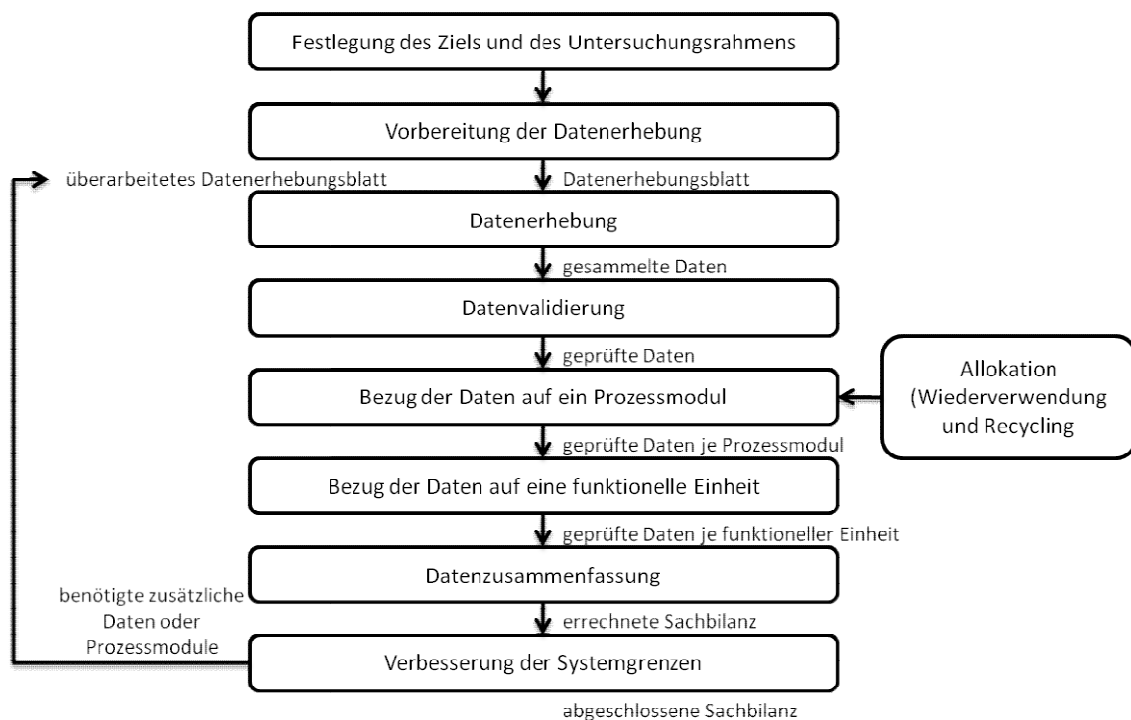 Festlegung des Ziels und des Untersuchungsrahmens
Vorbereitung der Datenerhebung
überarbeitetes Datenerhebungsblatt
Datenerhebungsblatt
Datenerhebung
gesammelte Daten
Datenvalidierung
geprüfte Daten
Bezug der Daten auf ein Prozessmodul
Allokation
(Wiederverwendung
und Recycling
geprüfte Daten je Prozessmodul
Bezug der Daten auf eine funktionelle Einheit
geprüfte Daten je funktioneller Einheit
Datenzusammenfassung
benötigte zusätzliche
Daten oder
Prozessmodule
errechnete Sachbilanz
Verbesserung der Systemgrenzen
abgeschlossene Sachbilanz